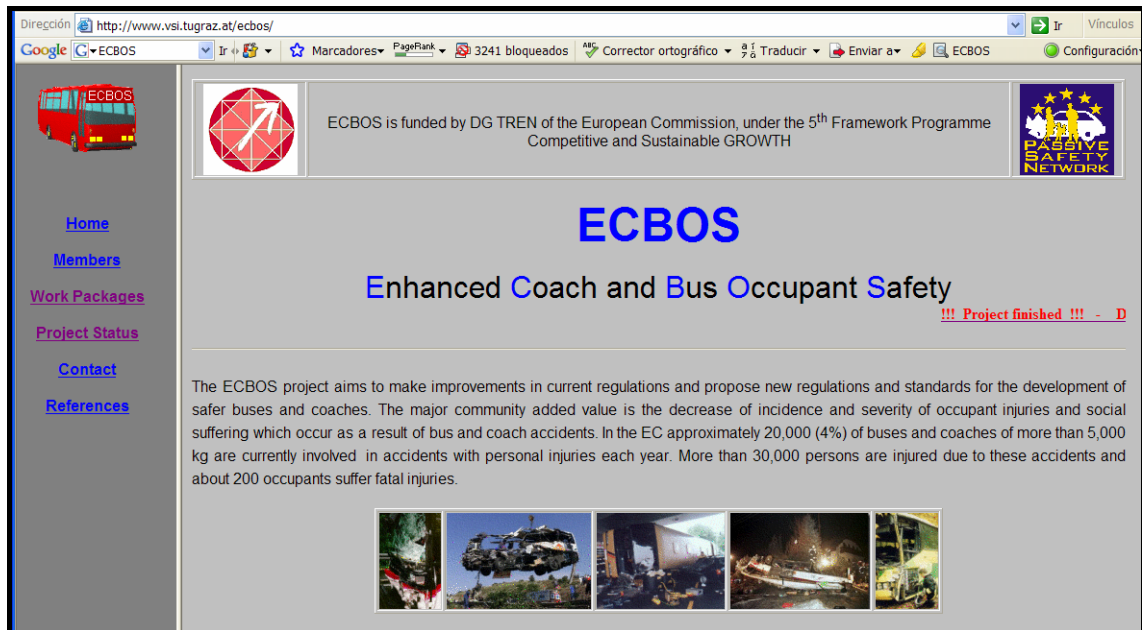 Dirección http://www.vsi.tugraz.at/ecbos/ Ir Vínculos
Google G ECBOS Ir Marcadores PageRank 3241 bloqueados ABC Corrector ortográfico Traducir Enviar a ECBOS Configuración
ECBOS
Home
Members
Work Packages
Project Status
Contact
References
ECBOS is funded by DG TREN of the European Commission, under the 5th Framework Programme
Competitive and Sustainable GROWTH
PASSIVE
SAFETY
NETWORK
ECBOS
Enhanced Coach and Bus Occupant Safety
!!! Project finished !!! - D
The ECBOS project aims to make improvements in current regulations and propose new regulations and standards for the development of
safer buses and coaches. The major community added value is the decrease of incidence and severity of occupant injuries and social
suffering which occur as a result of bus and coach accidents. In the EC approximately 20,000 (4%) of buses and coaches of more than 5,000
kg are currently involved in accidents with personal injuries each year. More than 30,000 persons are injured due to these accidents and
about 200 occupants suffer fatal injuries.